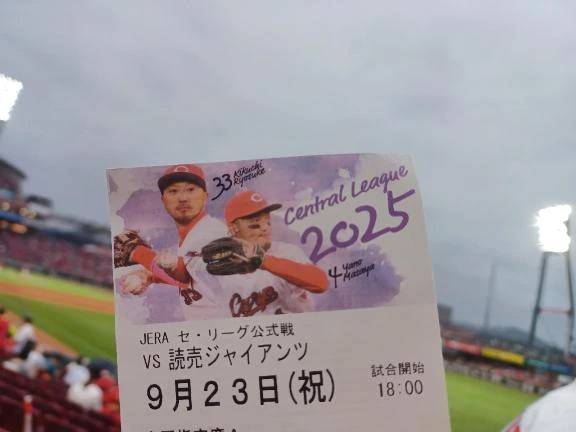 33 Kikuchi
Ryosuke
Central League
2025
4 Yano
Masaya
Carp
JERA セ・リーグ公式戦
VS 読売ジャイアンツ
9月23日(祝)
試合開始
18:00